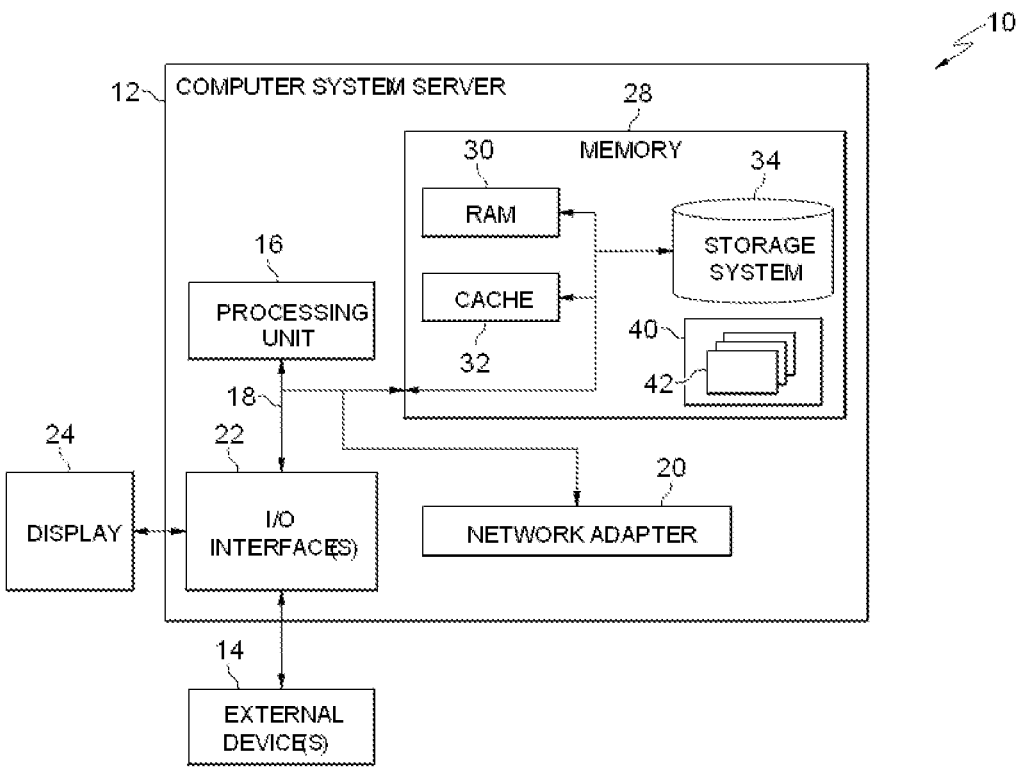 10
12
COMPUTER SYSTEM SERVER
28
MEMORY
30
RAM
34
STORAGE
SYSTEM
16
PROCESSING
UNIT
CACHE
32
40
42
18
24
22
20
DISPLAY
I/O
INTERFACE(S)
NETWORK ADAPTER
14
EXTERNAL
DEVICE(S)